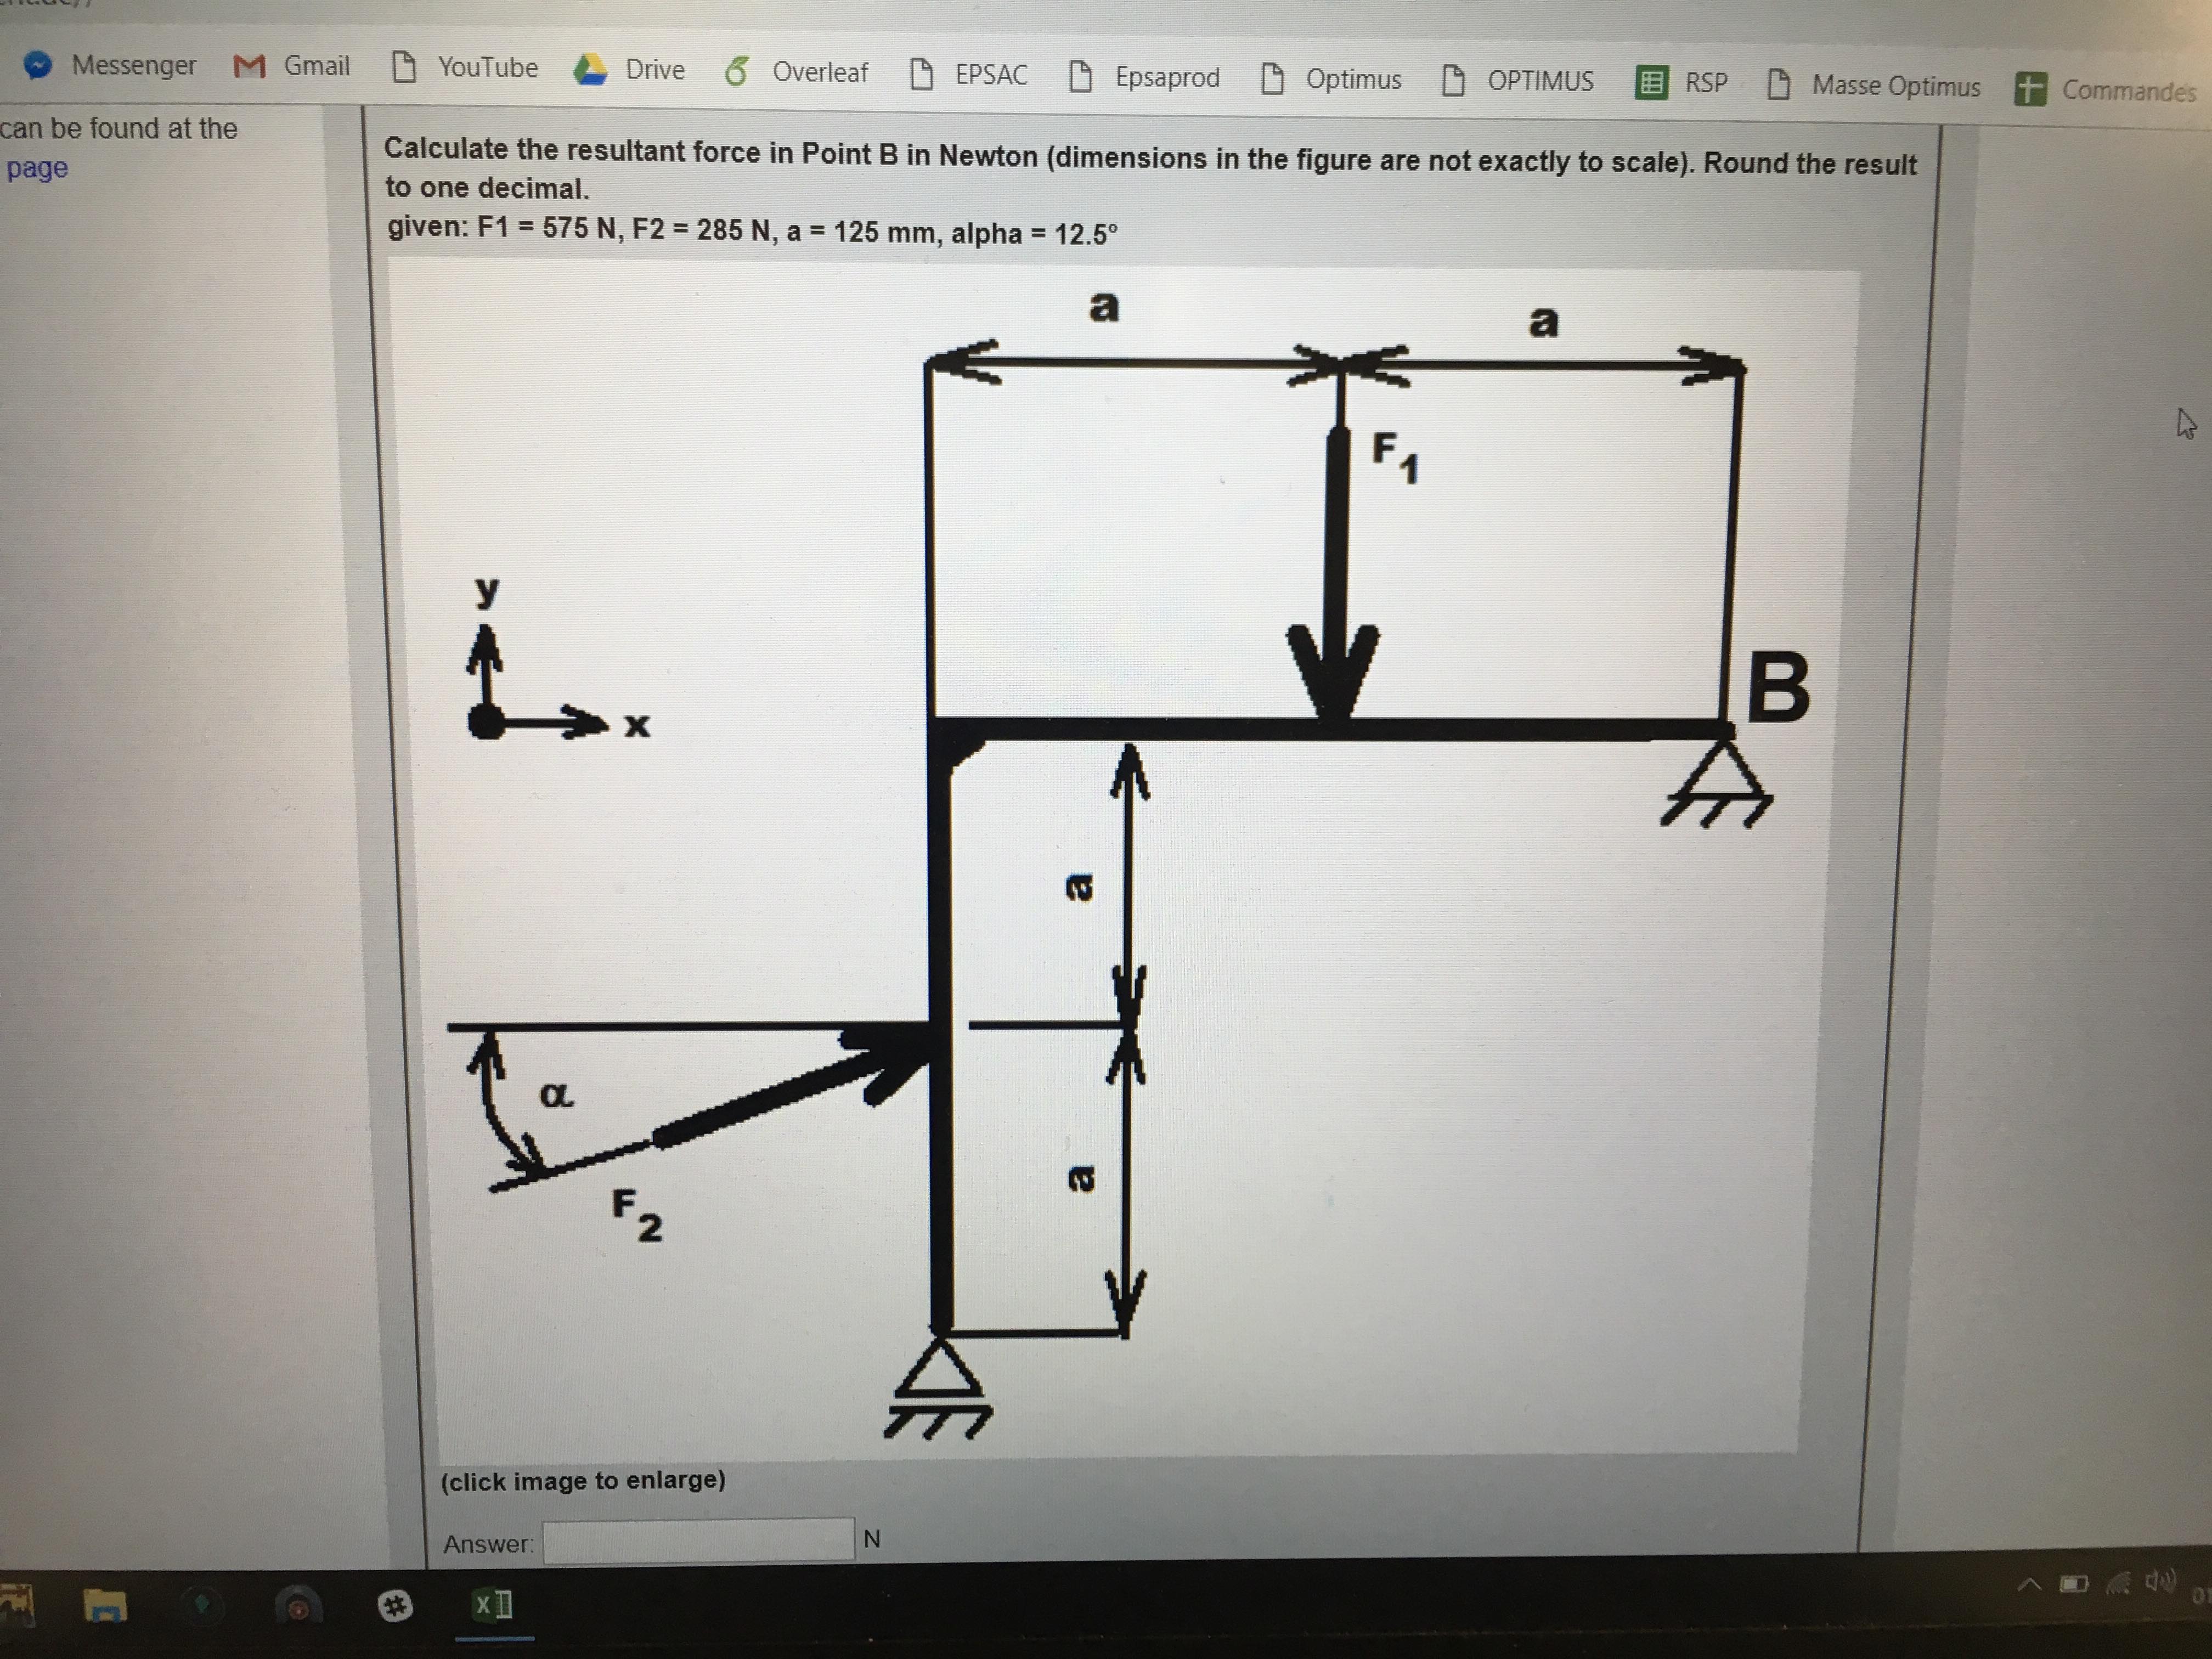 Messenger Gmail YouTube Drive Overleaf EPSAC Epsaprod Optimus OPTIMUS RSP Masse Optimus Commandes
can be found at the
page
Calculate the resultant force in Point B in Newton (dimensions in the figure are not exactly to scale). Round the result
to one decimal.
given: F1 = 575 N, F2 = 285 N, a = 125 mm, alpha = 12.5°
a
a
F1
y
x
B
a
α
a
F2
(click image to enlarge)
Answer: N